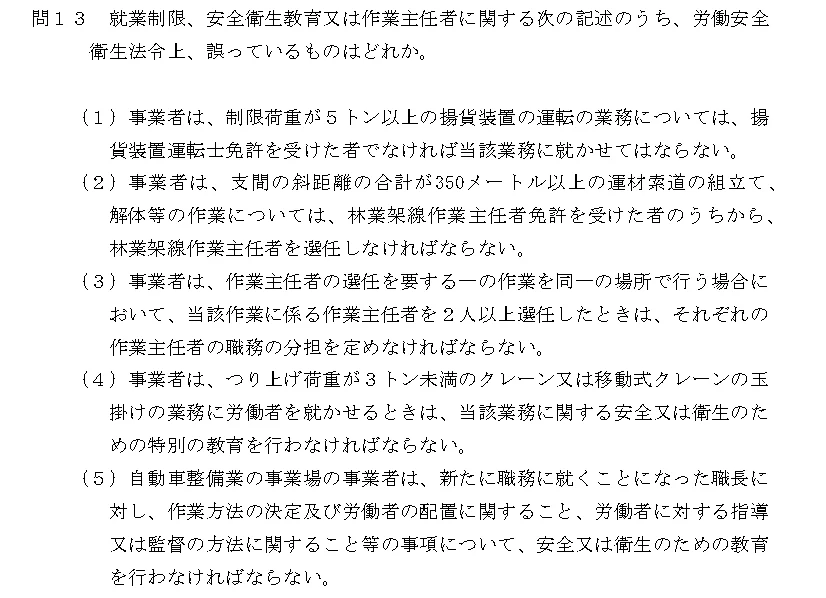 問１３　就業制限、安全衛生教育又は作業主任者に関する次の記述のうち、労働安全
衛生法令上、誤っているものはどれか。
（１）事業者は、制限荷重が５トン以上の揚貨装置の運転の業務については、揚
貨装置運転士免許を受けた者でなければ当該業務に就かせてはならない。
（２）事業者は、支間の斜距離の合計が350メートル以上の運材索道の組立て、
解体等の作業については、林業架線作業主任者免許を受けた者のうちから、
林業架線作業主任者を選任しなければならない。
（３）事業者は、作業主任者の選任を要する一の作業を同一の場所で行う場合に
おいて、当該作業に係る作業主任者を２人以上選任したときは、それぞれの
作業主任者の職務の分担を定めなければならない。
（４）事業者は、つり上げ荷重が３トン未満のクレーン又は移動式クレーンの玉
掛けの業務に労働者を就かせるときは、当該業務に関する安全又は衛生のた
めの特別の教育を行わなければならない。
（５）自動車整備業の事業場の事業者は、新たに職務に就くことになった職長に
対し、作業方法の決定及び労働者の配置に関すること、労働者に対する指導
又は監督の方法に関すること等の事項について、安全又は衛生のための教育
を行わなければならない。